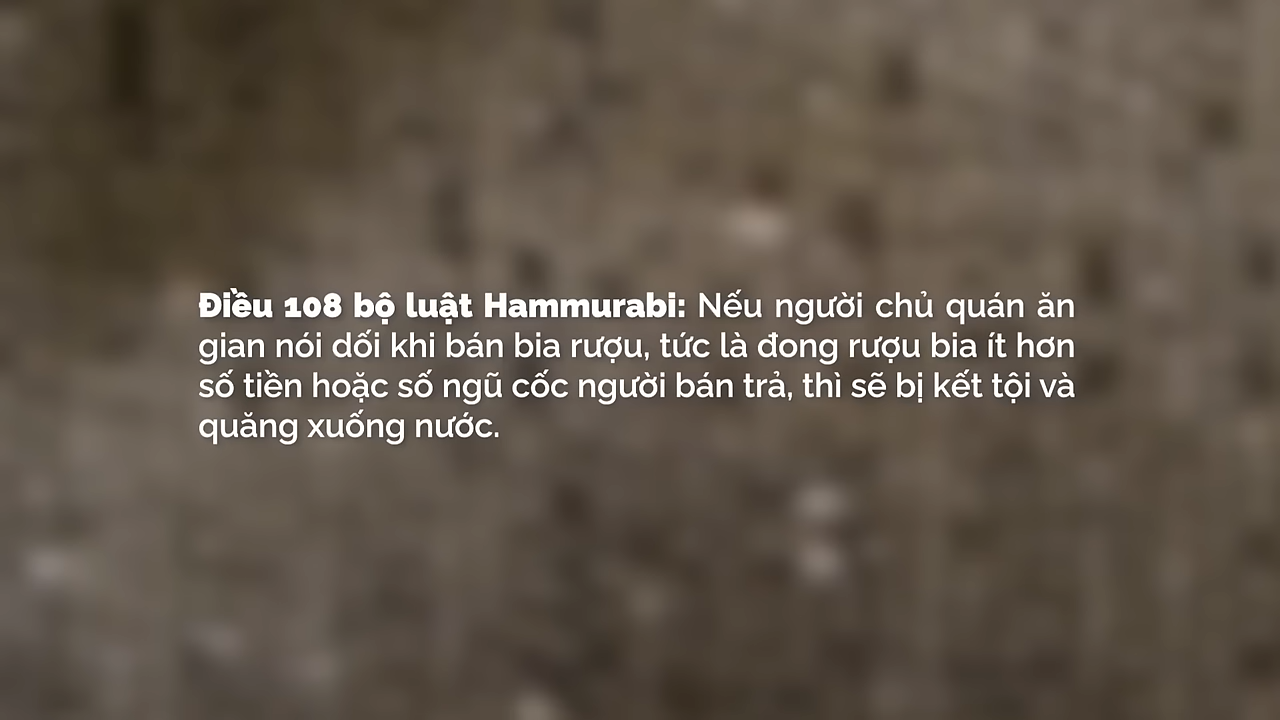 Điều 108 bộ luật Hammurabi: Nếu người chủ quán ăn
gian nói dối khi bán bia rượu, tức là đong rượu bia ít hơn
số tiền hoặc số ngũ cốc người bán trả, thì sẽ bị kết tội và
quăng xuống nước.